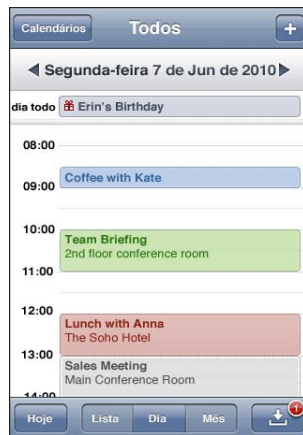 Calendários
Todos
+
Segunda-feira 7 de Jun de 2010
dia todo
Erin's Birthday
08:00
Coffee with Kate
09:00
10:00
Team Briefing
2nd floor conference room
11:00
12:00
Lunch with Anna
The Soho Hotel
13:00
Sales Meeting
Main Conference Room
14:00
Hoje
Lista
Dia
Mês
1